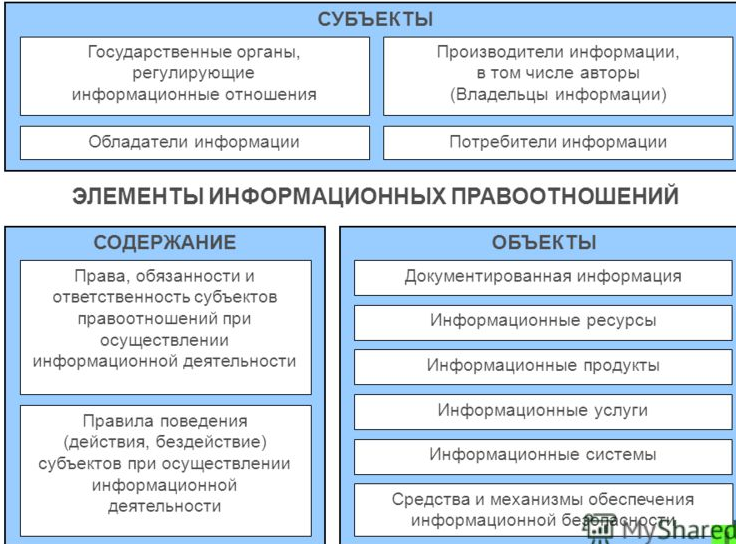 СУБЪЕКТЫ
Государственные органы,
регулирующие
информационные отношения
Производители информации,
в том числе авторы
(Владельцы информации)
Обладатели информации
Потребители информации
ЭЛЕМЕНТЫ ИНФОРМАЦИОННЫХ ПРАВООТНОШЕНИЙ
СОДЕРЖАНИЕ
Права, обязанности и
ответственность субъектов
правоотношений при
осуществлении
информационной деятельности
Правила поведения
(действия, бездействие)
субъектов при осуществлении
информационной
деятельности
ОБЪЕКТЫ
Документированная информация
Информационные ресурсы
Информационные продукты
Информационные услуги
Информационные системы
Средства и механизмы обеспечения
информационной безопасности
MyShared